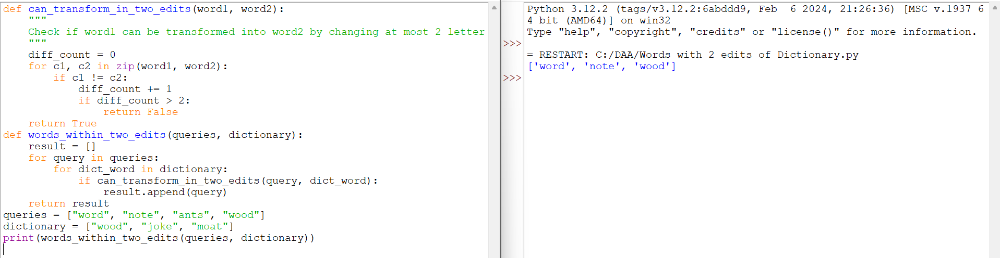 def can_transform_in_two_edits(word1, word2):
    """
    Check if word1 can be transformed into word2 by changing at most 2 letter
    """
    diff_count = 0
    for c1, c2 in zip(word1, word2):
        if c1 != c2:
            diff_count += 1
            if diff_count > 2:
                return False
    return True
def words_within_two_edits(queries, dictionary):
    result = []
    for query in queries:
        for dict_word in dictionary:
            if can_transform_in_two_edits(query, dict_word):
                result.append(query)
    return result
queries = ["word", "note", "ants", "wood"]
dictionary = ["wood", "joke", "moat"]
print(words_within_two_edits(queries, dictionary))
Python 3.12.2 (tags/v3.12.2:6abddd9, Feb  6 2024, 21:26:36) [MSC v.1937 6
4 bit (AMD64)] on win32
Type "help", "copyright", "credits" or "license()" for more information.
>>>
= RESTART: C:/DAA/Words with 2 edits of Dictionary.py
['word', 'note', 'wood']
>>>